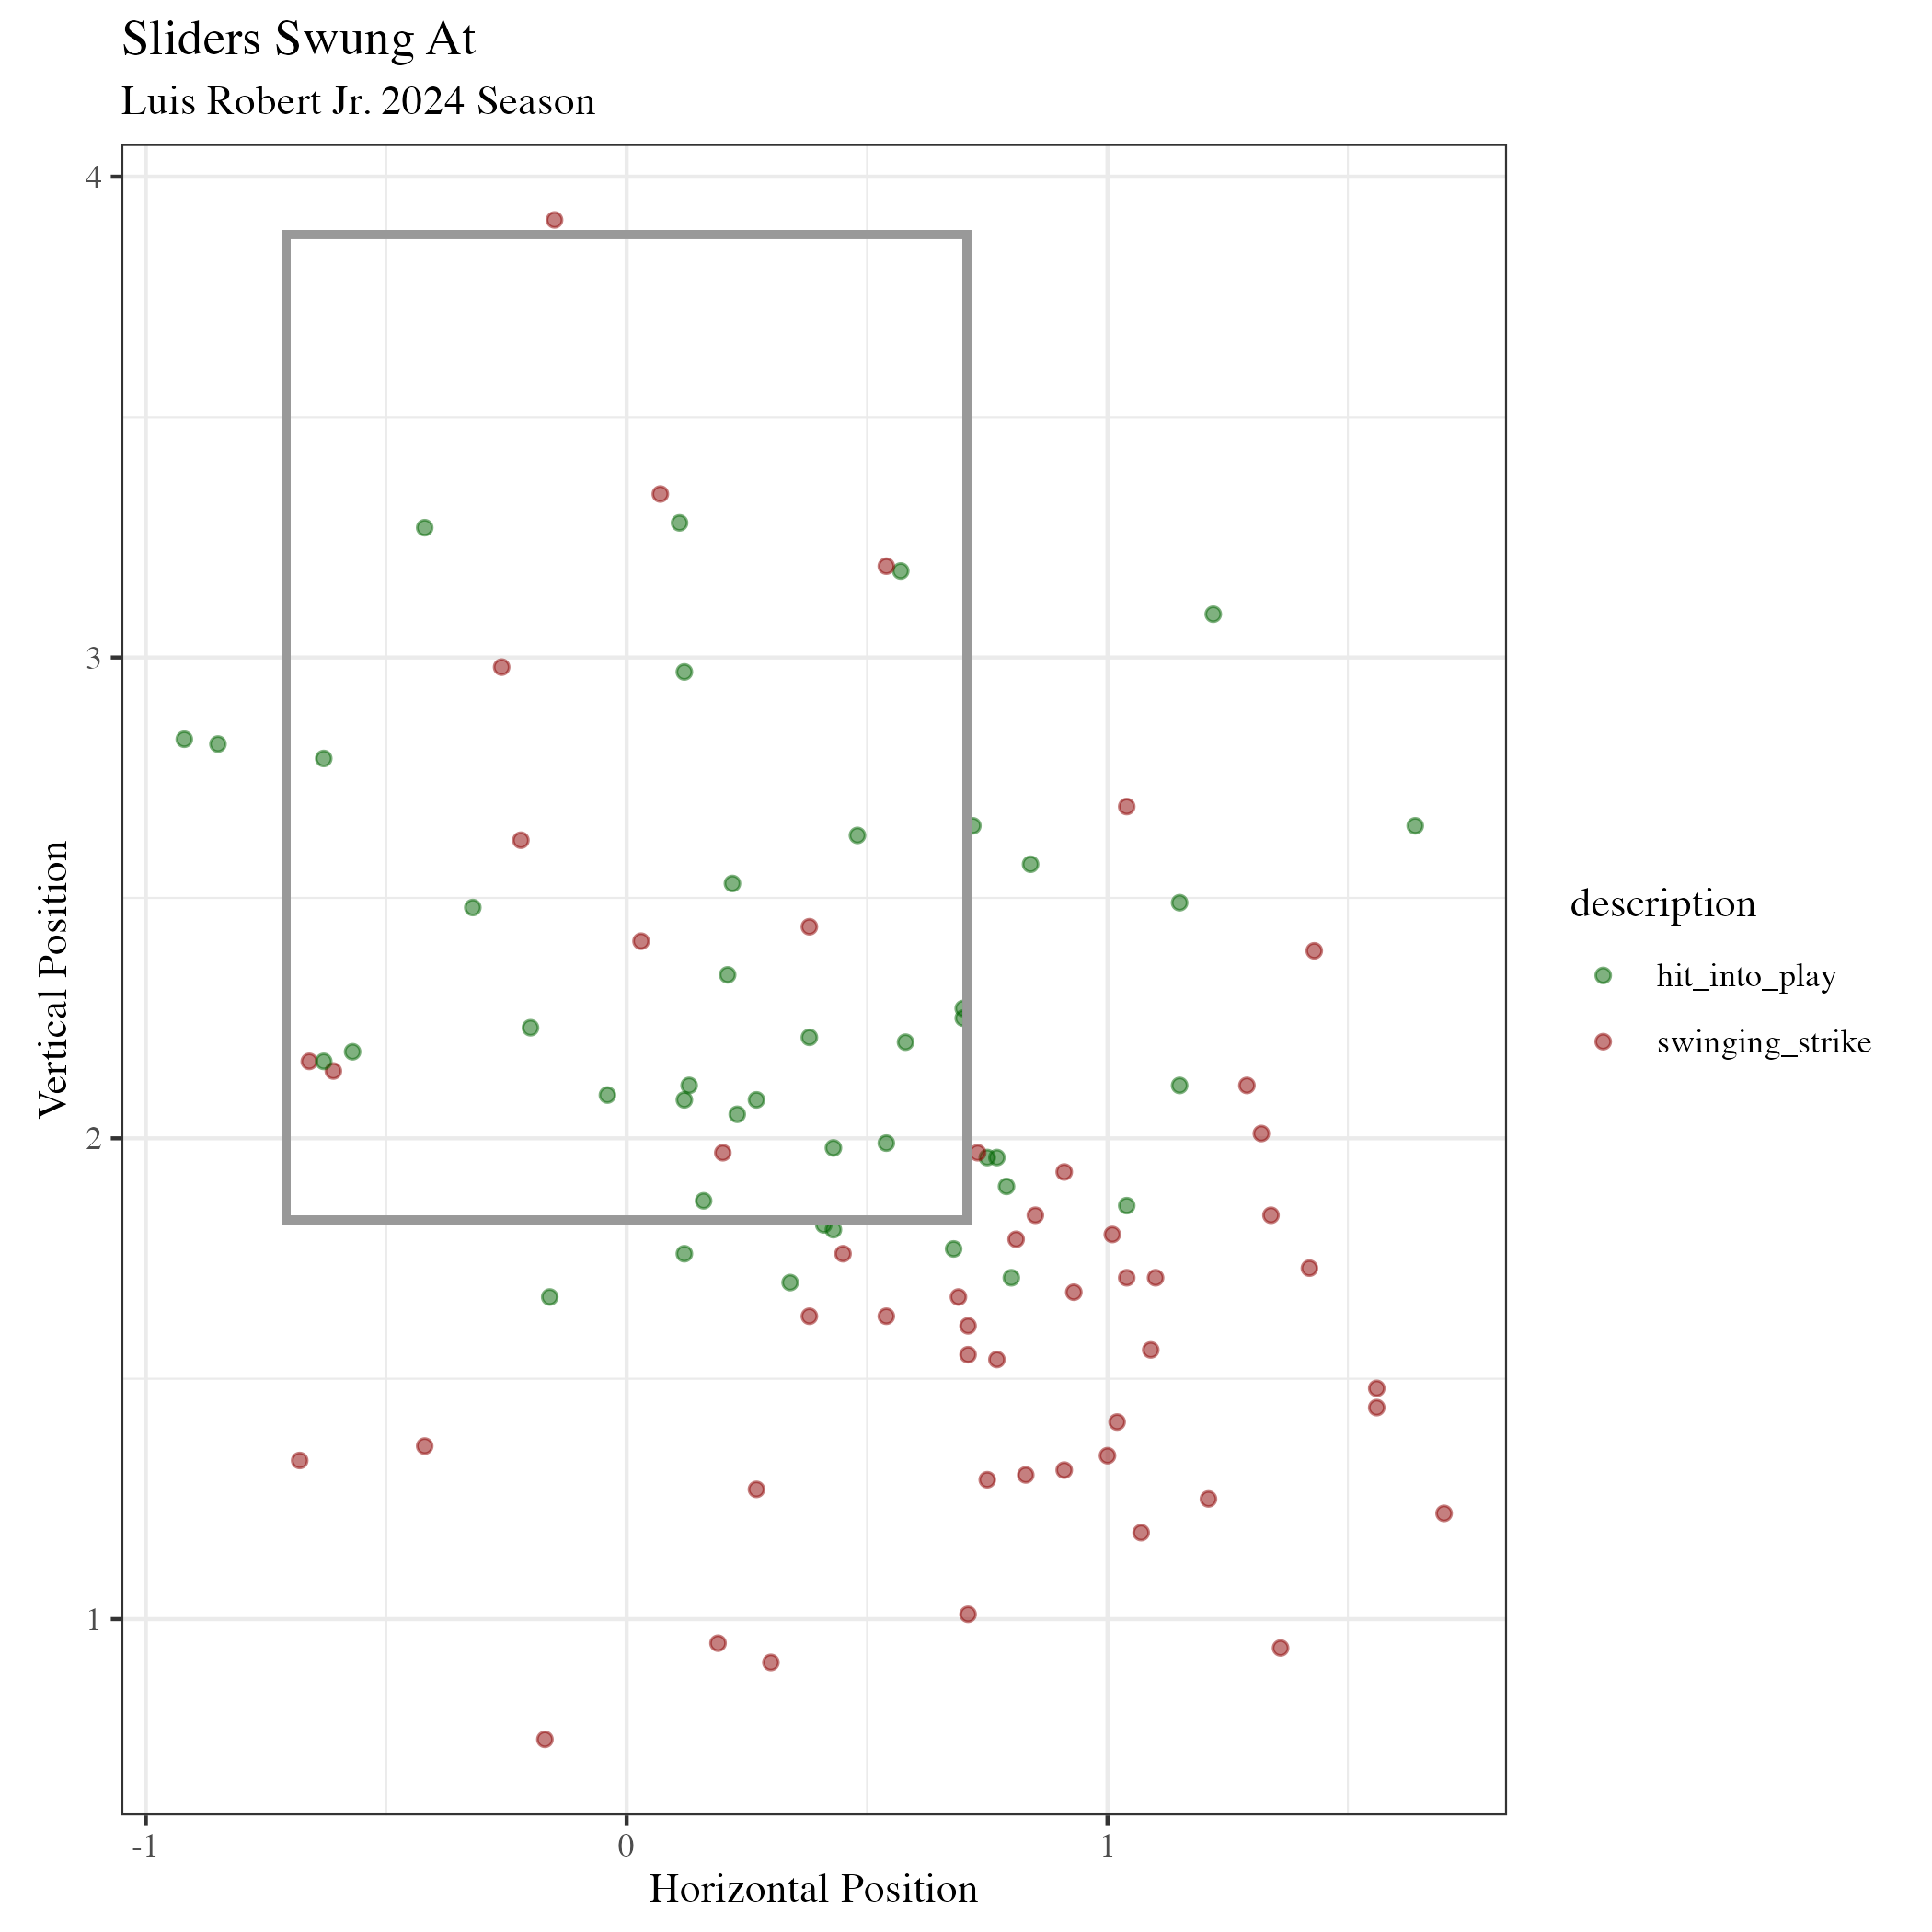 Sliders Swung At
Luis Robert Jr. 2024 Season
4
3
2
1
Vertical Position
-1 0 1
Horizontal Position
description
hit_into_play
swinging_strike